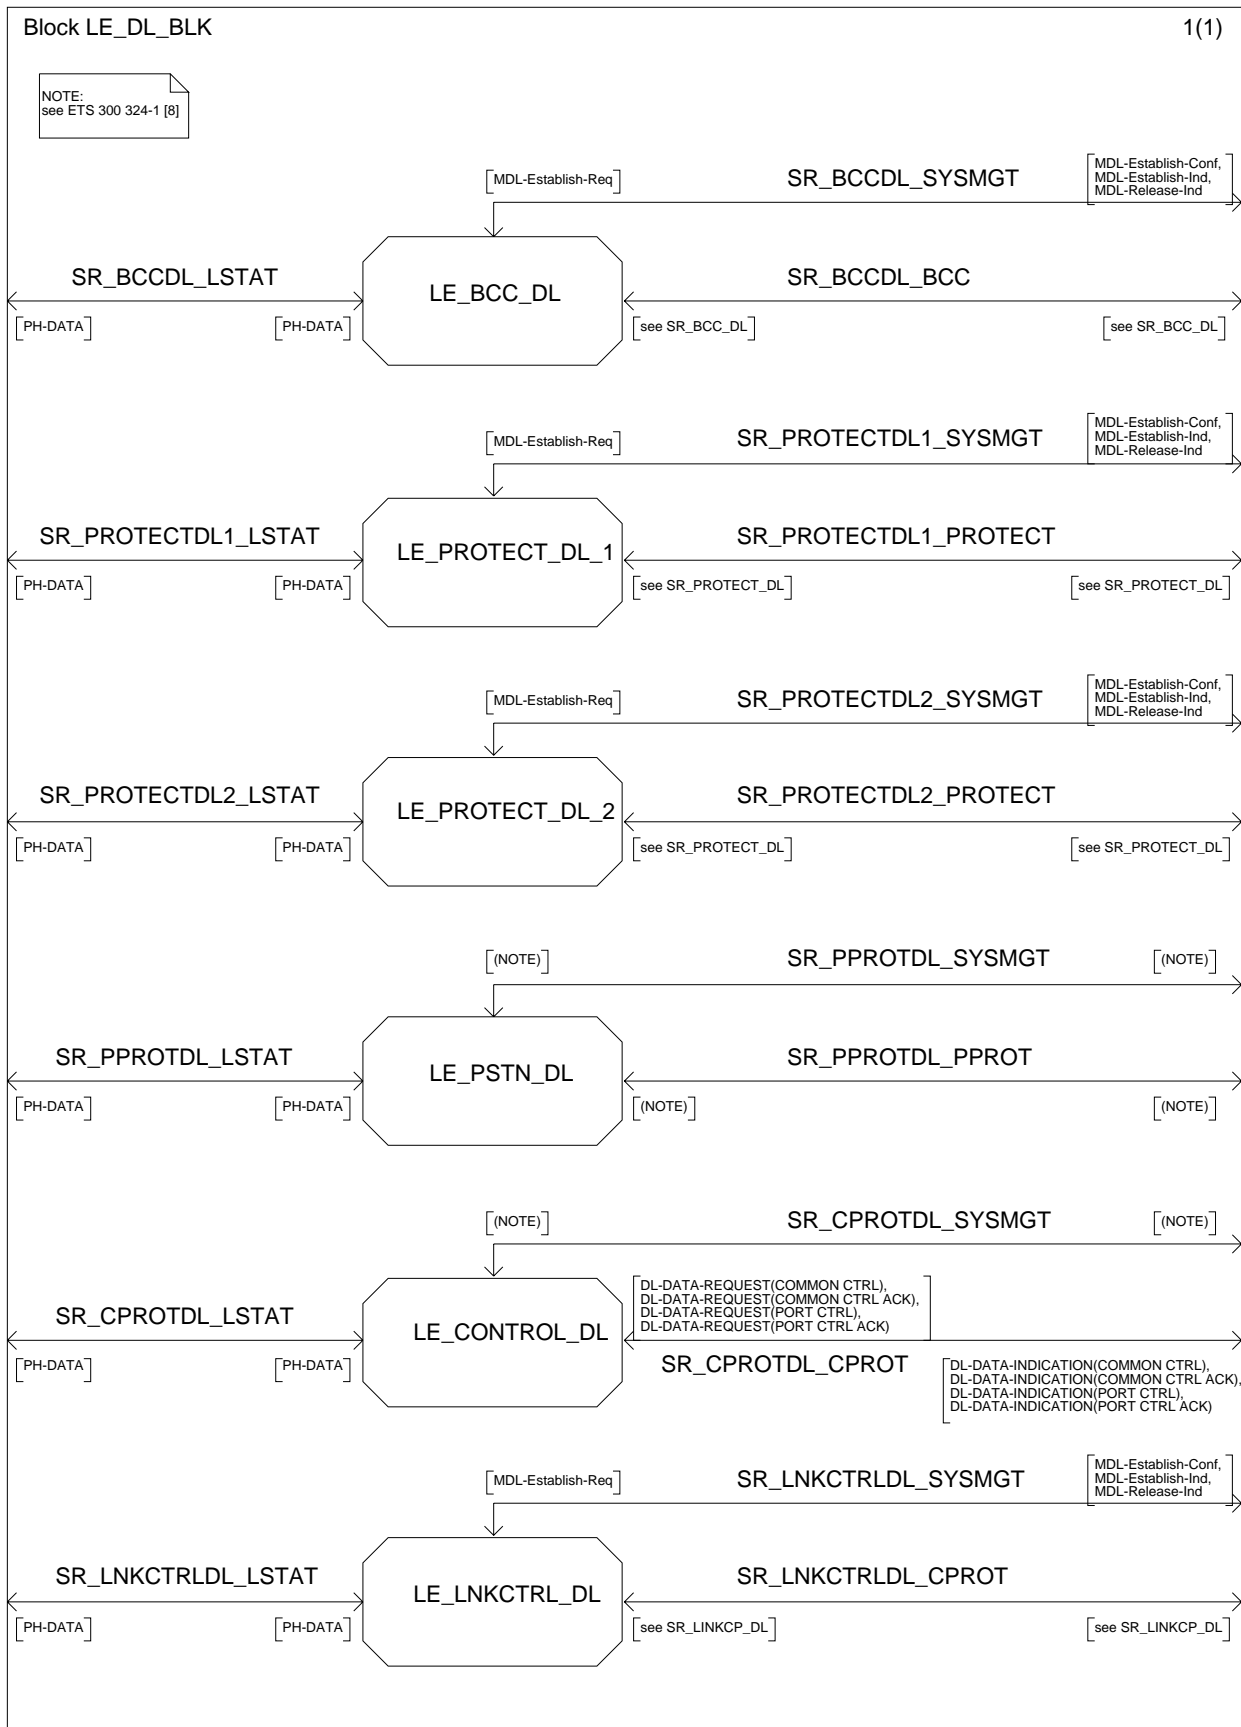 Block LE_DL_BLK
1(1)
NOTE:
see ETS 300 324-1 [8]
[MDL-Establish-Req]
SR_BCCDL_SYSMGT
[MDL-Establish-Conf,
MDL-Establish-Ind,
MDL-Release-Ind]
SR_BCCDL_LSTAT
LE_BCC_DL
SR_BCCDL_BCC
[PH-DATA]
[PH-DATA]
[see SR_BCC_DL]
[see SR_BCC_DL]
[MDL-Establish-Req]
SR_PROTECTDL1_SYSMGT
[MDL-Establish-Conf,
MDL-Establish-Ind,
MDL-Release-Ind]
SR_PROTECTDL1_LSTAT
LE_PROTECT_DL_1
SR_PROTECTDL1_PROTECT
[PH-DATA]
[PH-DATA]
[see SR_PROTECT_DL]
[see SR_PROTECT_DL]
[MDL-Establish-Req]
SR_PROTECTDL2_SYSMGT
[MDL-Establish-Conf,
MDL-Establish-Ind,
MDL-Release-Ind]
SR_PROTECTDL2_LSTAT
LE_PROTECT_DL_2
SR_PROTECTDL2_PROTECT
[PH-DATA]
[PH-DATA]
[see SR_PROTECT_DL]
[see SR_PROTECT_DL]
[(NOTE)]
SR_PPROTDL_SYSMGT
[(NOTE)]
SR_PPROTDL_LSTAT
LE_PSTN_DL
SR_PPROTDL_PPROT
[PH-DATA]
[PH-DATA]
[(NOTE)]
[(NOTE)]
[(NOTE)]
SR_CPROTDL_SYSMGT
[(NOTE)]
[DL-DATA-REQUEST(COMMON CTRL),
DL-DATA-REQUEST(COMMON CTRL ACK),
DL-DATA-REQUEST(PORT CTRL),
DL-DATA-REQUEST(PORT CTRL ACK)]
SR_CPROTDL_LSTAT
LE_CONTROL_DL
[PH-DATA]
[PH-DATA]
SR_CPROTDL_CPROT
[DL-DATA-INDICATION(COMMON CTRL),
DL-DATA-INDICATION(COMMON CTRL ACK),
DL-DATA-INDICATION(PORT CTRL),
DL-DATA-INDICATION(PORT CTRL ACK)
[MDL-Establish-Req]
SR_LNKCTRLDL_SYSMGT
[MDL-Establish-Conf,
MDL-Establish-Ind,
MDL-Release-Ind]
SR_LNKCTRLDL_LSTAT
LE_LNKCTRL_DL
SR_LNKCTRLDL_CPROT
[PH-DATA]
[PH-DATA]
[see SR_LINKCP_DL]
[see SR_LINKCP_DL]